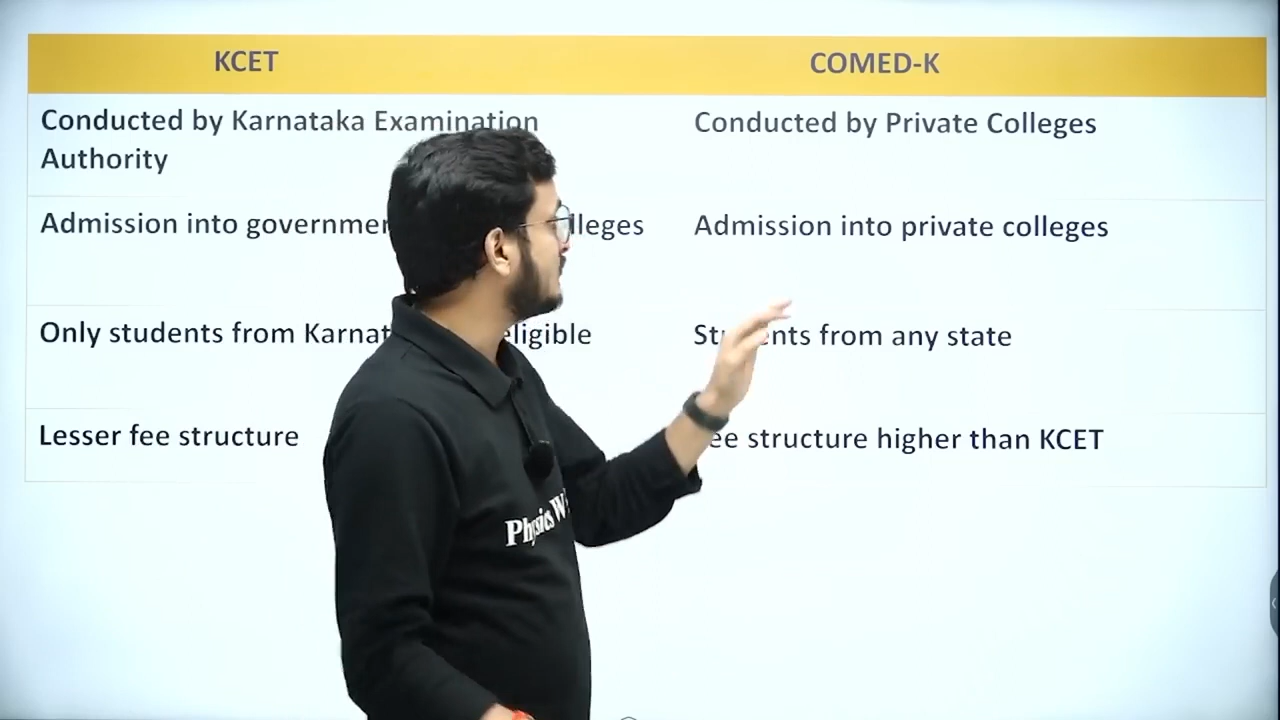 KCET
COMED-K
Conducted by Karnataka Examination
Authority
Conducted by Private Colleges
Admission into
Admission into private colleges
Only students from
eligible
Students from any state
Lesser fee structure
structure higher than KCET
Physics